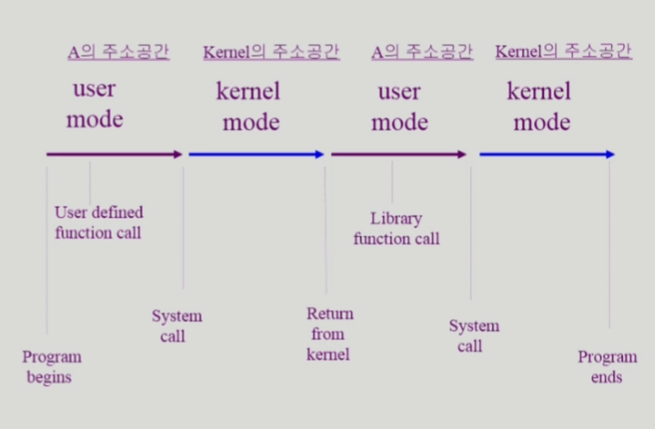 A의 주소공간
Kernel의 주소공간
A의 주소공간
Kernel의 주소공간
user
mode
kernel
mode
user
mode
kernel
mode
User defined
function call
Library
function call
System
call
Return
from
kernel
System
call
Program
begins
Program
ends